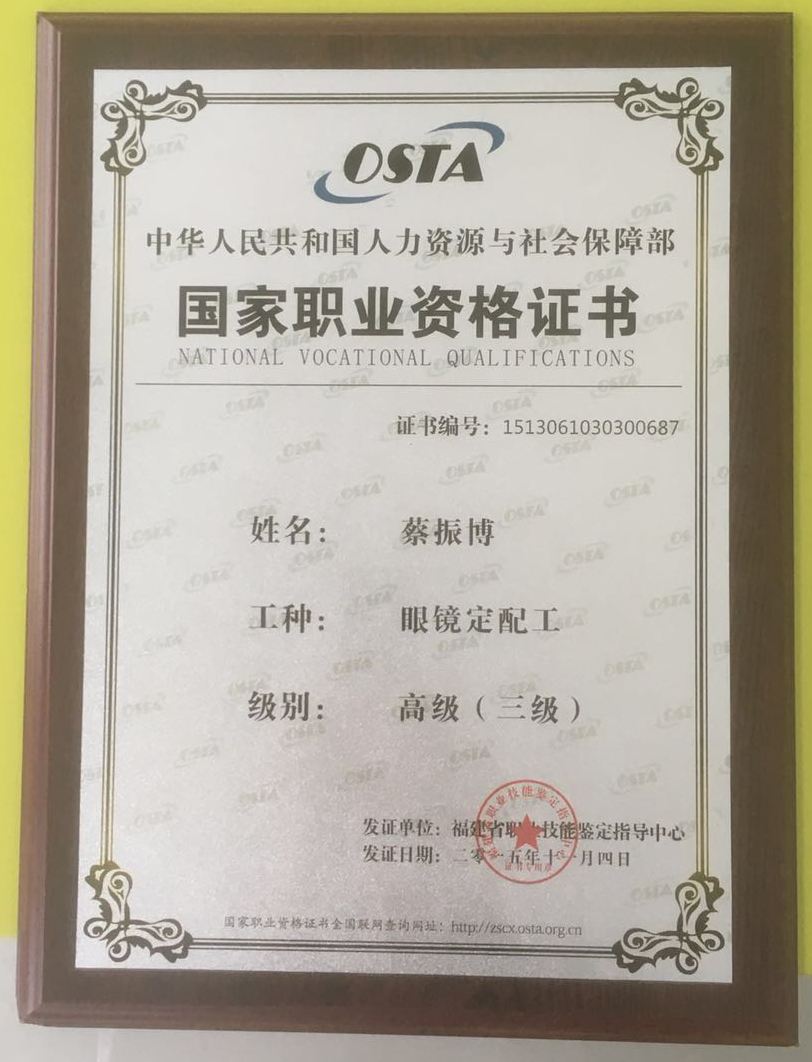 OSTA
中华人民共和国人力资源与社会保障部
国家职业资格证书
NATIONAL VOCATIONAL QUALIFICATIONS
证书编号：1513061030300687
姓名： 蔡振博
工种： 眼镜定配工
级别： 高级（三级）
发证单位：福建省职业技能鉴定指导中心
发证日期：二零一五年十一月四日
国家职业资格证书全国联网查询网址：http://zscx.osta.org.cn